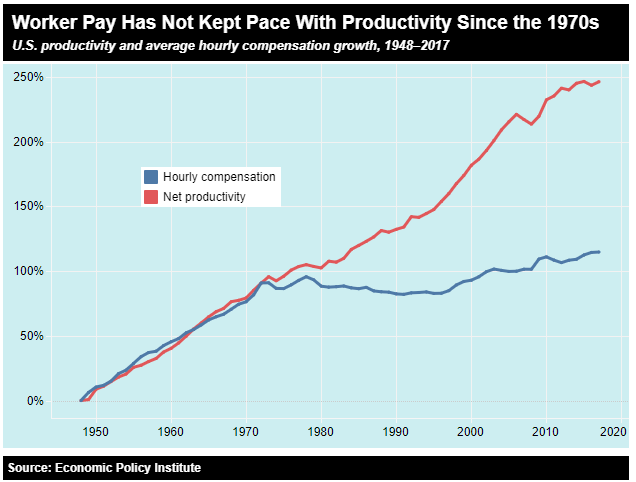 Worker Pay Has Not Kept Pace With Productivity Since the 1970s
U.S. productivity and average hourly compensation growth, 1948–2017
250%
200%
Hourly compensation
Net productivity
150%
100%
50%
0%
1950 1960 1970 1980 1990 2000 2010 2020
Source: Economic Policy Institute